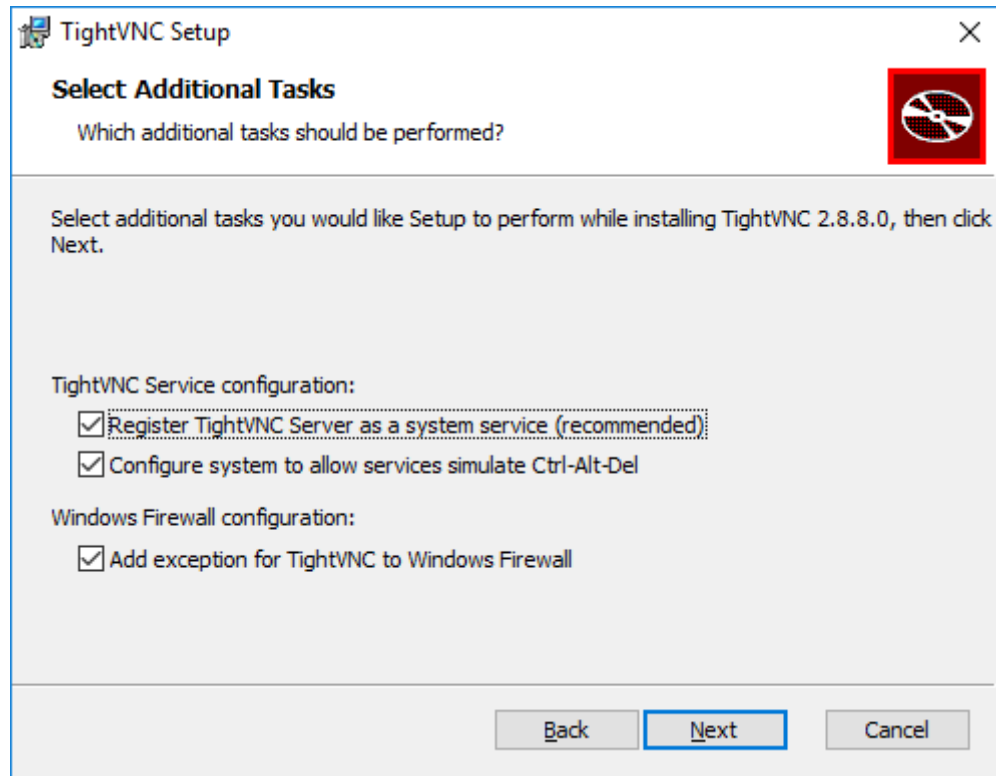 TightVNC Setup
Select Additional Tasks
Which additional tasks should be performed?
Select additional tasks you would like Setup to perform while installing TightVNC 2.8.8.0, then click
Next.
TightVNC Service configuration:
Register TightVNC Server as a system service (recommended)
Configure system to allow services simulate Ctrl-Alt-Del
Windows Firewall configuration:
Add exception for TightVNC to Windows Firewall
Back Next Cancel